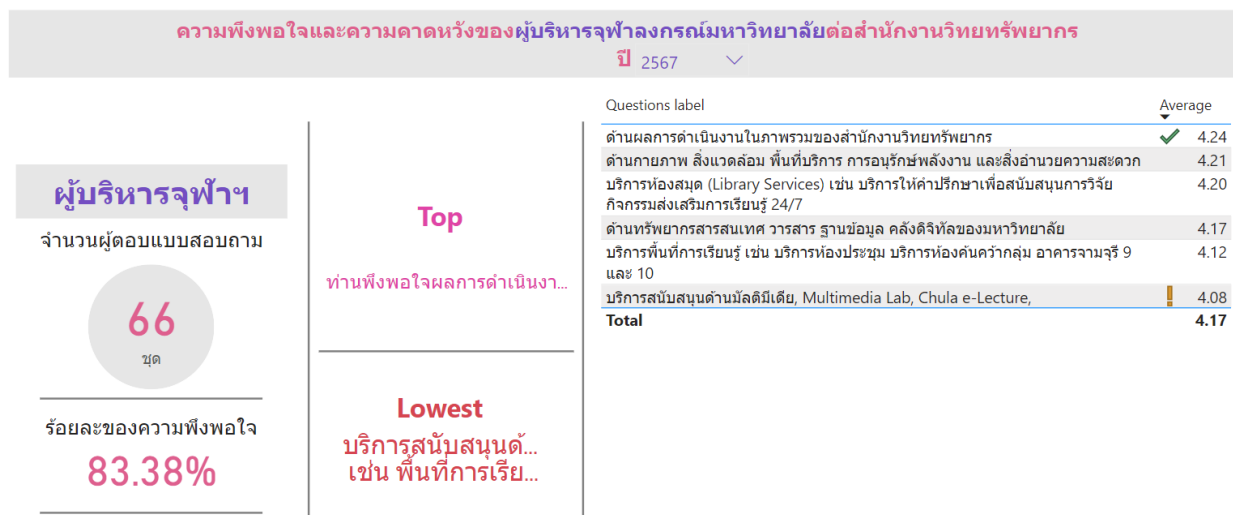 ความพึงพอใจและความคาดหวังของผู้บริหารจุฬาลงกรณ์มหาวิทยาลัยต่อสำนักงานวิทยทรัพยากร
ปี 2567
ผู้บริหารจุฬาฯ
จำนวนผู้ตอบแบบสอบถาม
66
ชุด
ร้อยละของความพึงพอใจ
83.38%
Top
ท่านพึงพอใจผลการดำเนินงา...
Lowest
บริการสนับสนุนด้...
เช่น พื้นที่การเรีย...
Questions label Average
ด้านผลการดำเนินงานในภาพรวมของสำนักงานวิทยทรัพยากร 4.24
ด้านกายภาพ สิ่งแวดล้อม พื้นที่บริการ การอนุรักษ์พลังงาน และสิ่งอำนวยความสะดวก 4.21
บริการห้องสมุด (Library Services) เช่น บริการให้คำปรึกษาเพื่อสนับสนุนการวิจัย 4.20
กิจกรรมส่งเสริมการเรียนรู้ 24/7
ด้านทรัพยากรสารสนเทศ วารสาร ฐานข้อมูล คลังดิจิทัลของมหาวิทยาลัย 4.17
บริการพื้นที่การเรียนรู้ เช่น บริการห้องประชุม บริการห้องค้นคว้ากลุ่ม อาคารจามจุรี 9 4.12
และ 10
บริการสนับสนุนด้านมัลติมีเดีย, Multimedia Lab, Chula e-Lecture, 4.08
Total 4.17